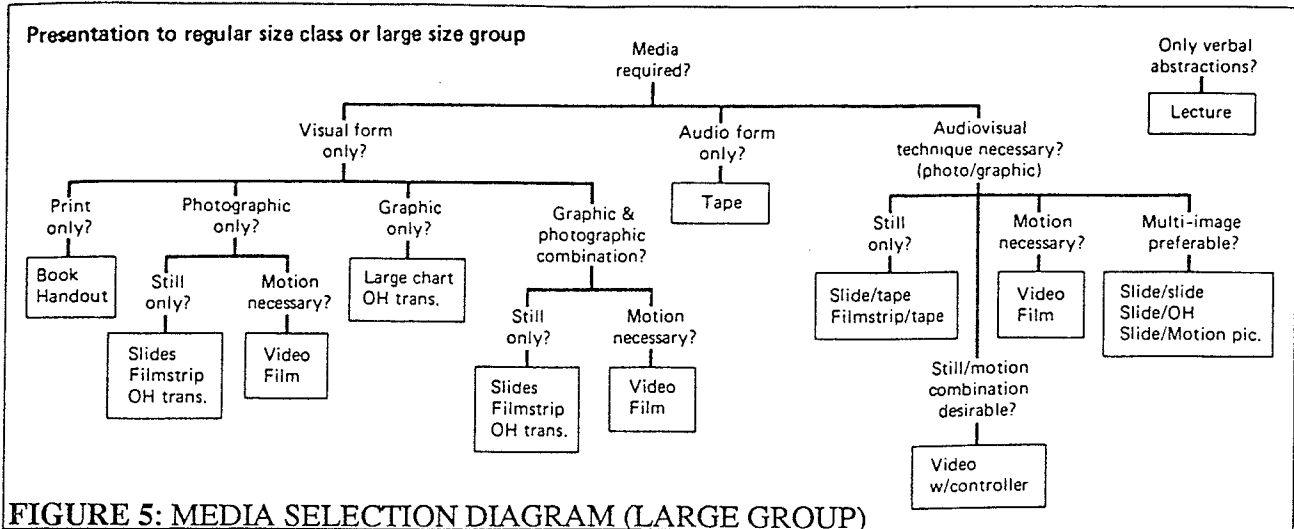 Presentation to regular size class or large size group
Media
required?
Only verbal
abstractions?
Lecture
Visual form
only?
Audio form
only?
Tape
Audiovisual
technique necessary?
(photo/graphic)
Print
only?
Book
Handout
Photographic
only?
Still
only?
Slides
Filmstrip
OH trans.
Motion
necessary?
Video
Film
Graphic
only?
Large chart
OH trans.
Graphic &
photographic
combination?
Still
only?
Slides
Filmstrip
OH trans.
Motion
necessary?
Video
Film
Still
only?
Slide/tape
Filmstrip/tape
Motion
necessary?
Video
Film
Multi-image
preferable?
Slide/slide
Slide/OH
Slide/Motion pic.
Still/motion
combination
desirable?
Video
w/controller
FIGURE 5: MEDIA SELECTION DIAGRAM (LARGE GROUP)